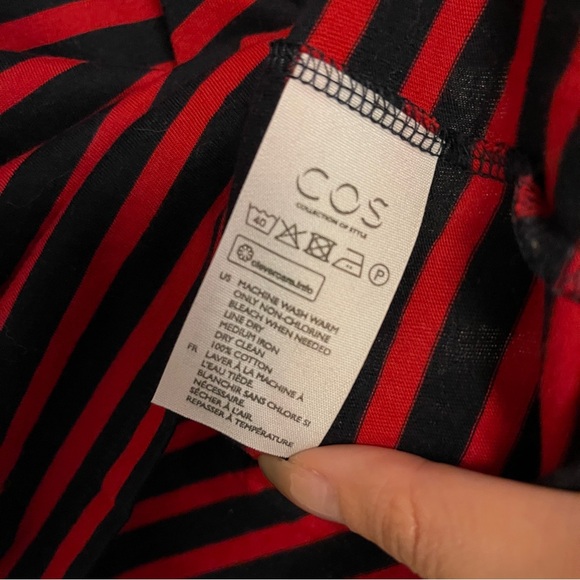 COS
COLLECTION OF STYLE
40
P
clevercare.info
US MACHINE WASH WARM
ONLY NON-CHLORINE
BLEACH WHEN NEEDED
LINE DRY
MEDIUM IRON
DRY CLEAN
100% COTTON
FR LAVER À LA MACHINE À
L'EAU TIÈDE
BLANCHIR SANS CHLORE SI
NÉCESSAIRE.
SÉCHER À L'AIR.
REPASSER À TEMPÉRATURE